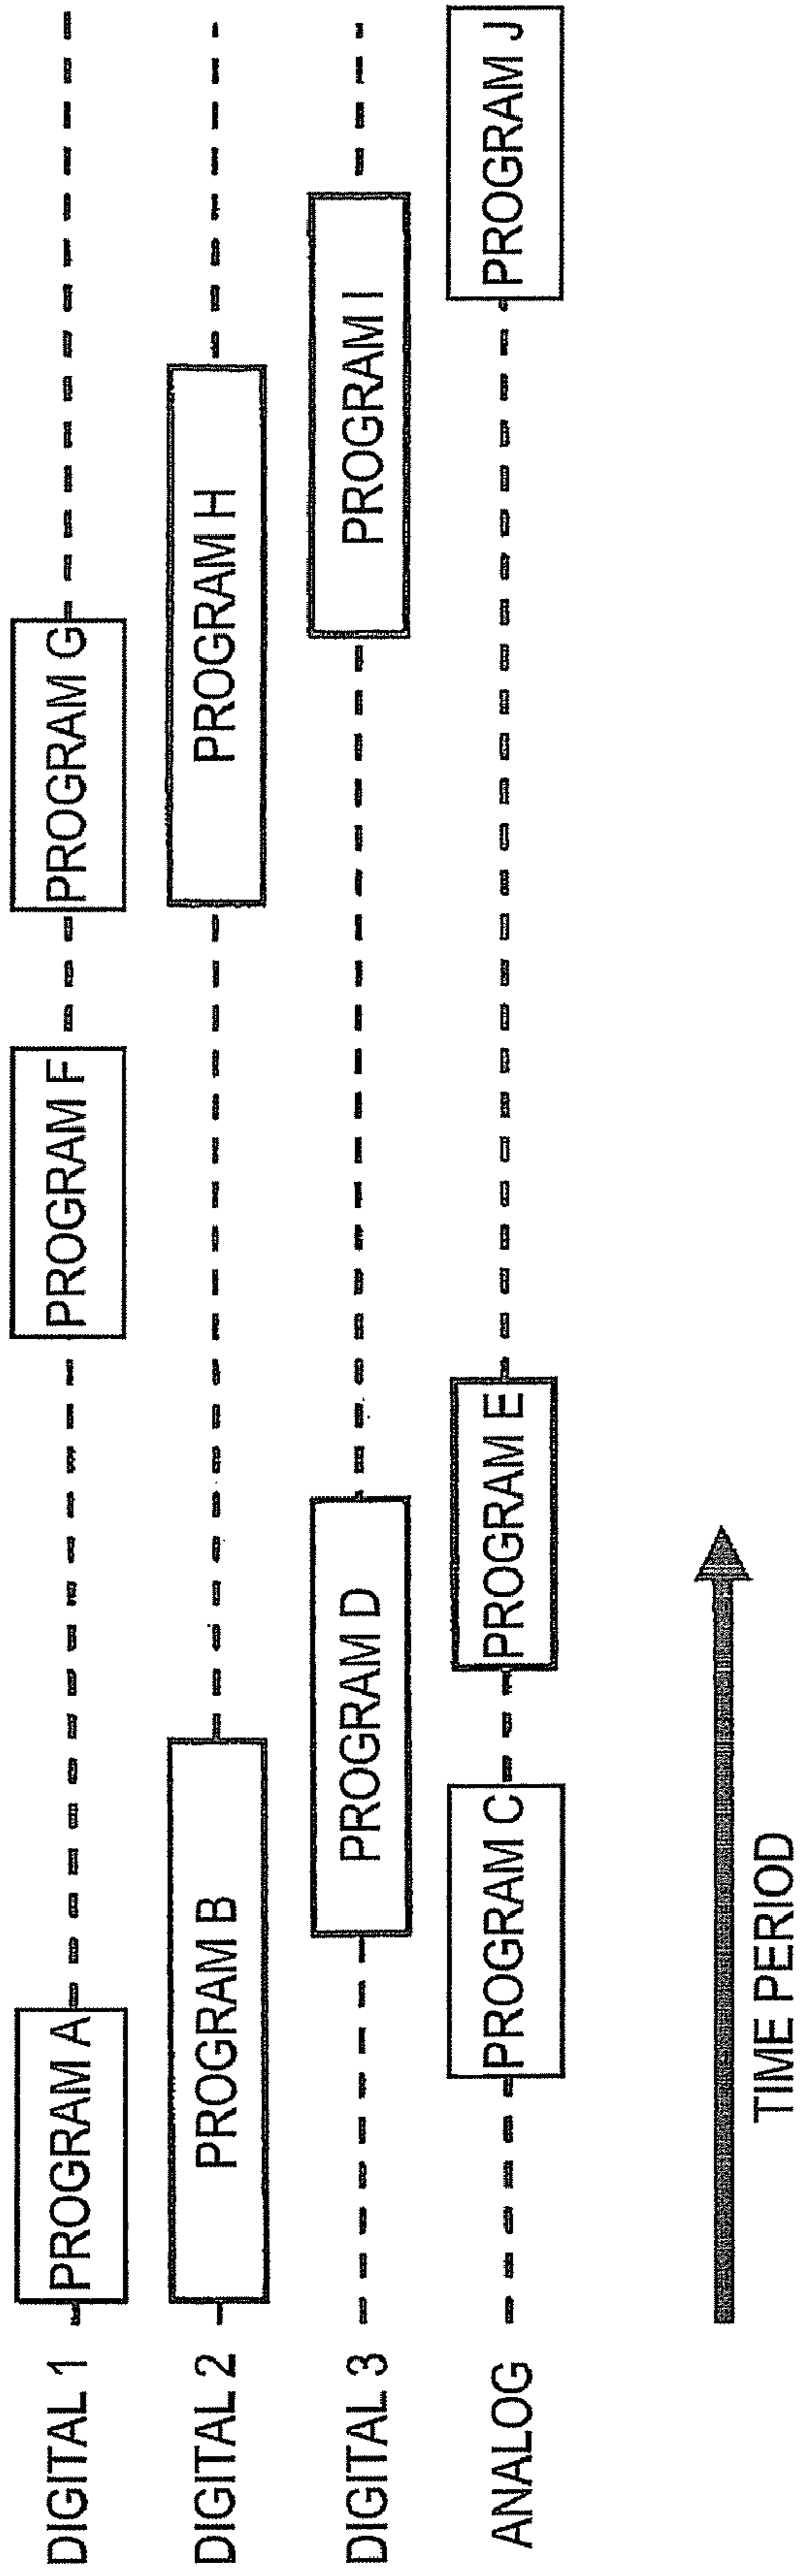 DIGITAL 1
PROGRAM A
PROGRAM F
PROGRAM G
DIGITAL 2
PROGRAM B
PROGRAM H
DIGITAL 3
PROGRAM D
PROGRAM I
ANALOG
PROGRAM C
PROGRAM E
PROGRAM J
TIME PERIOD